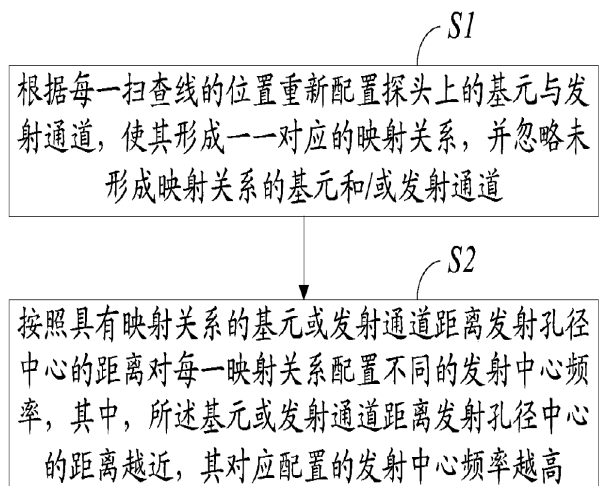 S1
根据每一扫查线的位置重新配置探头上的基元与发
射通道，使其形成一一对应的映射关系，并忽略未
形成映射关系的基元和/或发射通道
S2
按照具有映射关系的基元或发射通道距离发射孔径
中心的距离对每一映射关系配置不同的发射中心频
率，其中，所述基元或发射通道距离发射孔径中心
的距离越近，其对应配置的发射中心频率越高